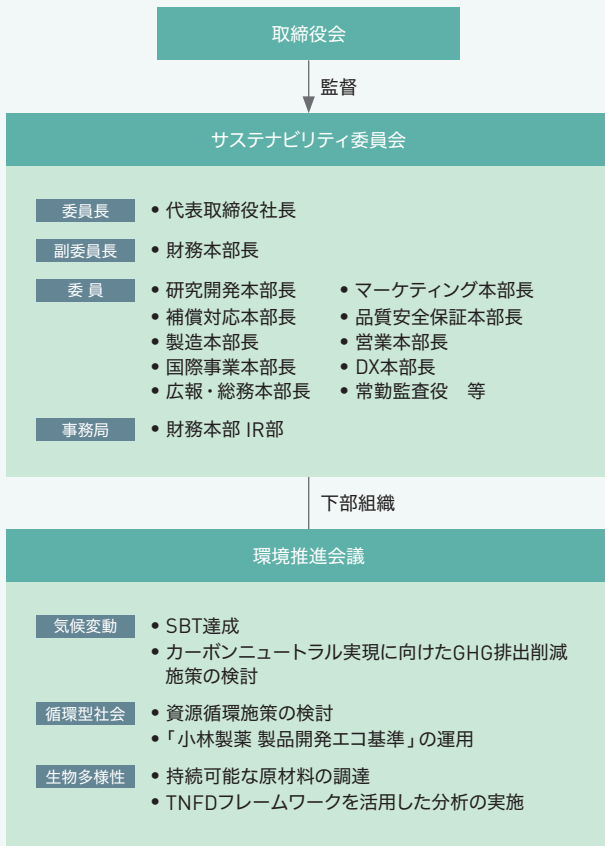 取締役会
監督
サステナビリティ委員会
委員長
• 代表取締役社長
副委員長
• 財務本部長
委 員
• 研究開発本部長
• マーケティング本部長
• 補償対応本部長
• 品質安全保証本部長
• 製造本部長
• 営業本部長
• 国際事業本部長
• DX本部長
• 広報・総務本部長
• 常勤監査役　等
事務局
• 財務本部 IR部
下部組織
環境推進会議
気候変動
• SBT達成
• カーボンニュートラル実現に向けたGHG排出削減
施策の検討
循環型社会
• 資源循環施策の検討
• 「小林製薬 製品開発エコ基準」の運用
生物多様性
• 持続可能な原材料の調達
• TNFDフレームワークを活用した分析の実施